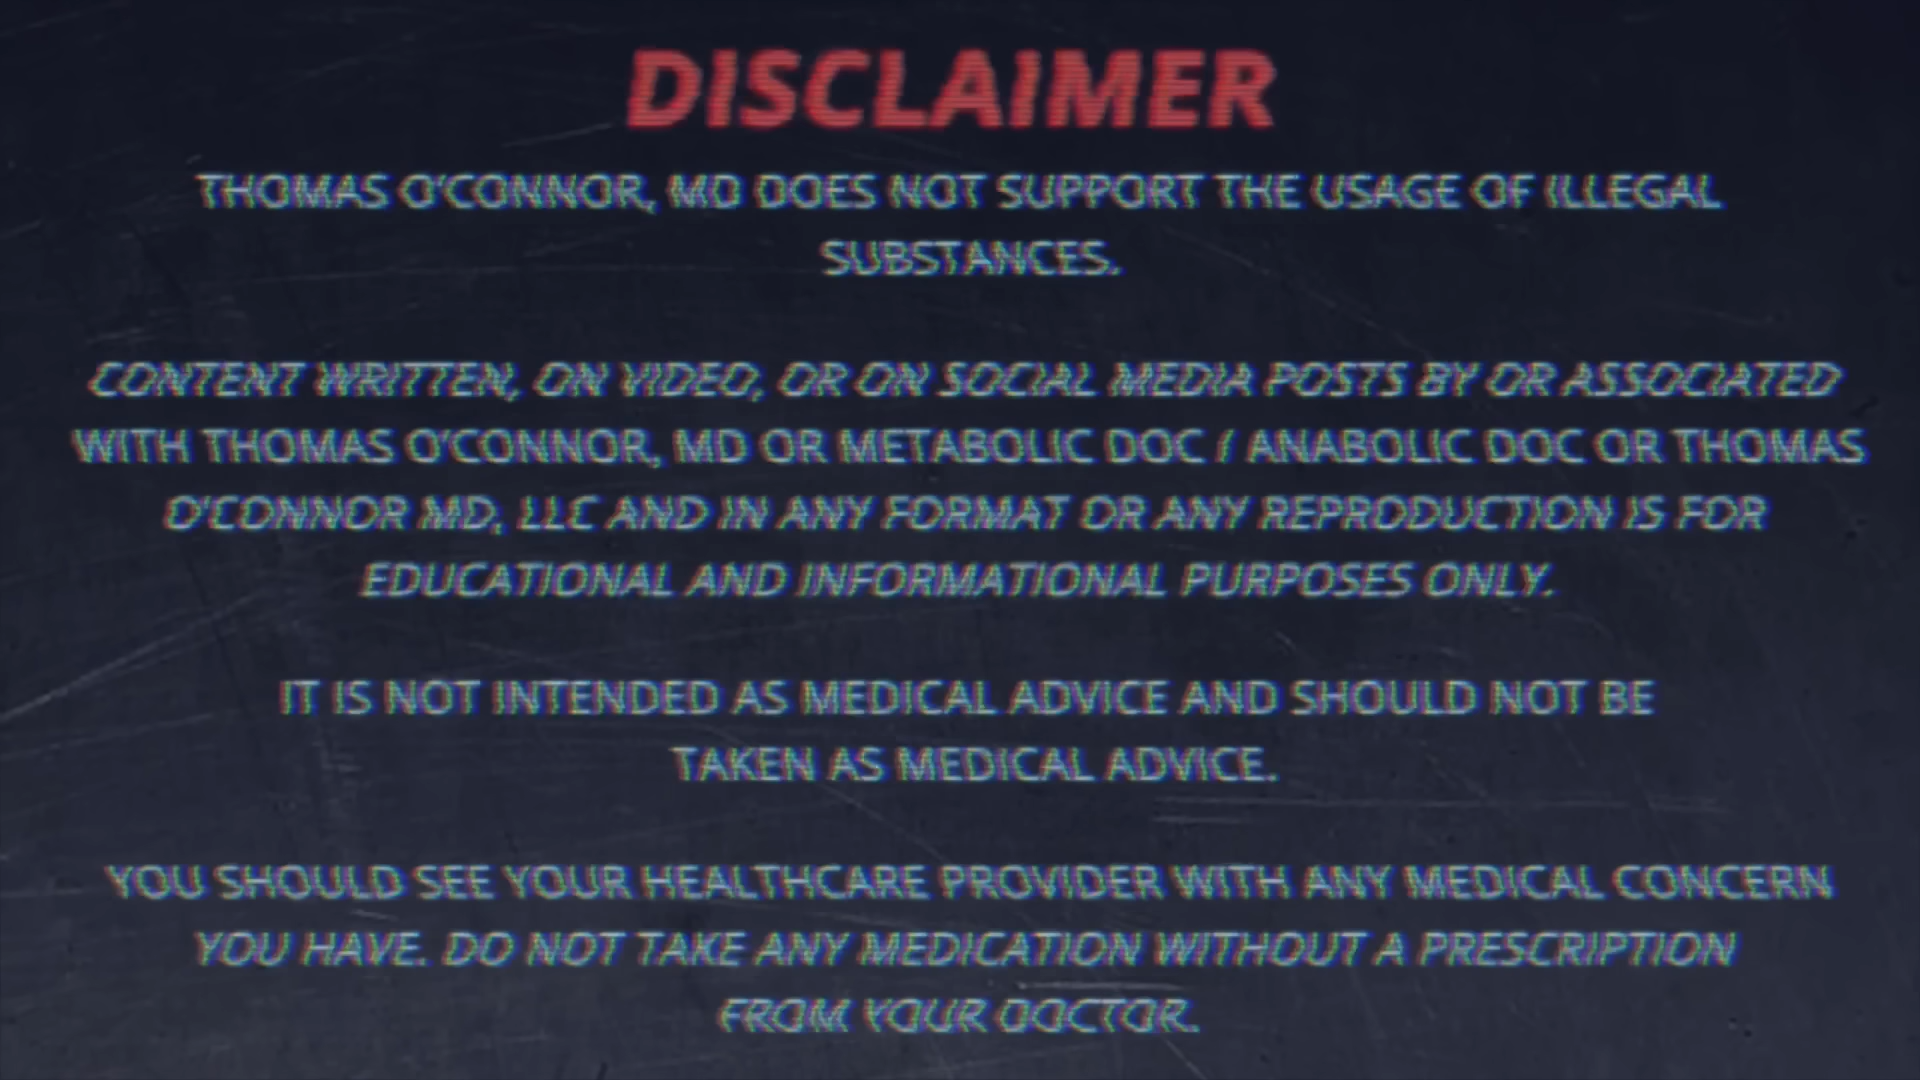 DISCLAIMER
THOMAS O'CONNOR, MD DOES NOT SUPPORT THE USAGE OF ILLEGAL
SUBSTANCES.
CONTENT WRITTEN, ON VIDEO, OR ON SOCIAL MEDIA POSTS BY OR ASSOCIATED
WITH THOMAS O'CONNOR, MD OR METABOLIC DOC / ANABOLIC DOC OR THOMAS
O'CONNOR MD, LLC AND IN ANY FORMAT OR ANY REPRODUCTION IS FOR
EDUCATIONAL AND INFORMATIONAL PURPOSES ONLY.
IT IS NOT INTENDED AS MEDICAL ADVICE AND SHOULD NOT BE
TAKEN AS MEDICAL ADVICE.
YOU SHOULD SEE YOUR HEALTHCARE PROVIDER WITH ANY MEDICAL CONCERN
YOU HAVE. DO NOT TAKE ANY MEDICATION WITHOUT A PRESCRIPTION
FROM YOUR DOCTOR.